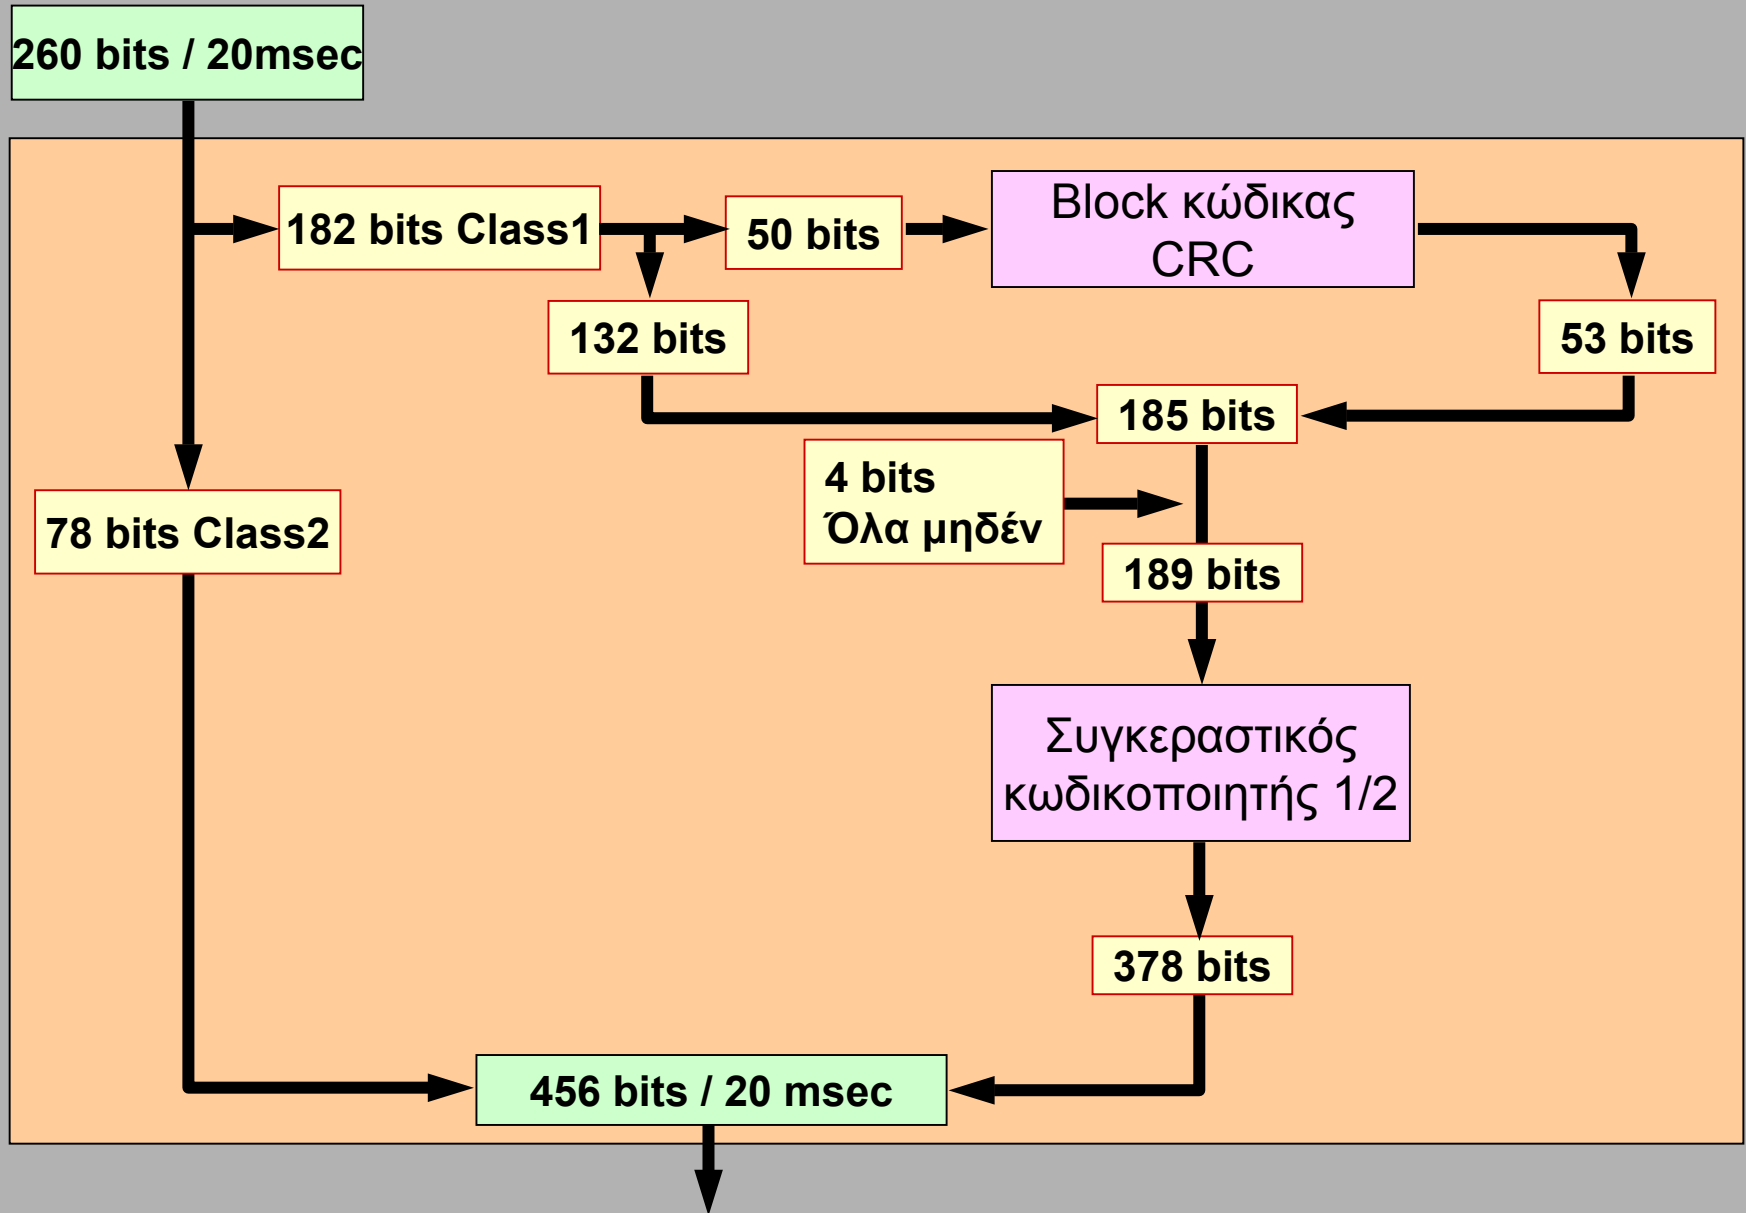 260 bits / 20msec
182 bits Class1
50 bits
Block κώδικας
CRC
132 bits
53 bits
185 bits
4 bits
Όλα μηδέν
78 bits Class2
189 bits
Συγκεραστικός
κωδικοποιητής 1/2
378 bits
456 bits / 20 msec